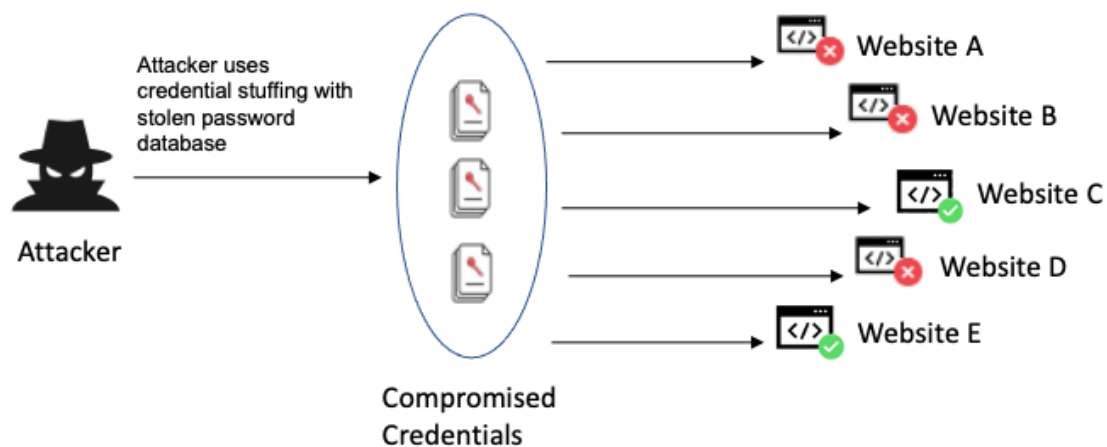 Attacker uses
credential stuffing with
stolen password
database
Attacker
Compromised
Credentials
</> Website A
</> Website B
</> Website C
</> Website D
</> Website E